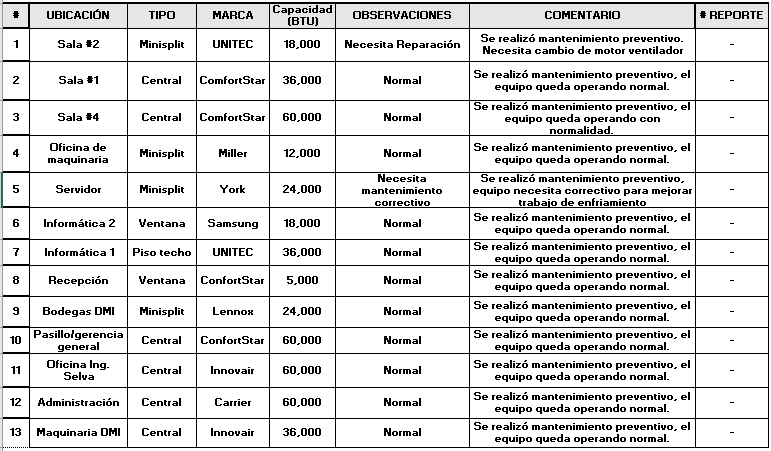 # UBICACIÓN TIPO MARCA Capacidad (BTU) OBSERVACIONES COMENTARIO # REPORTE
1 Sala #2 Minisplit UNITEC 18,000 Necesita Reparación Se realizó mantenimiento preventivo. Necesita cambio de motor ventilador -
2 Sala #1 Central ComfortStar 36,000 Normal Se realizó mantenimiento preventivo, el equipo queda operando normal. -
3 Sala #4 Central ComfortStar 60,000 Normal Se realizó mantenimiento preventivo, el equipo queda operando con normalidad. -
4 Oficina de maquinaria Minisplit Miller 12,000 Normal Se realizó mantenimiento preventivo, el equipo queda operando normal. -
5 Servidor Minisplit York 24,000 Necesita mantenimiento correctivo Se realizó mantenimiento preventivo, equipo necesita correctivo para mejorar trabajo de enfriamiento -
6 Informática 2 Ventana Samsung 18,000 Normal Se realizó mantenimiento preventivo, el equipo queda operando normal. -
7 Informática 1 Piso techo UNITEC 36,000 Normal Se realizó mantenimiento preventivo, el equipo queda operando normal. -
8 Recepción Ventana ConfortStar 5,000 Normal Se realizó mantenimiento preventivo, el equipo queda operando normal. -
9 Bodegas DMI Minisplit Lennox 24,000 Normal Se realizó mantenimiento preventivo, el equipo queda operando normal. -
10 Pasillo/gerencia general Central ConfortStar 60,000 Normal Se realizó mantenimiento preventivo, el equipo queda operando normal. -
11 Oficina Ing. Selva Central Innovair 60,000 Normal Se realizó mantenimiento preventivo, el equipo queda operando normal. -
12 Administración Central Carrier 60,000 Normal Se realizó mantenimiento preventivo, el equipo queda operando normal. -
13 Maquinaria DMI Central Innovair 36,000 Normal Se realizó mantenimiento preventivo, el equipo queda operando normal. -